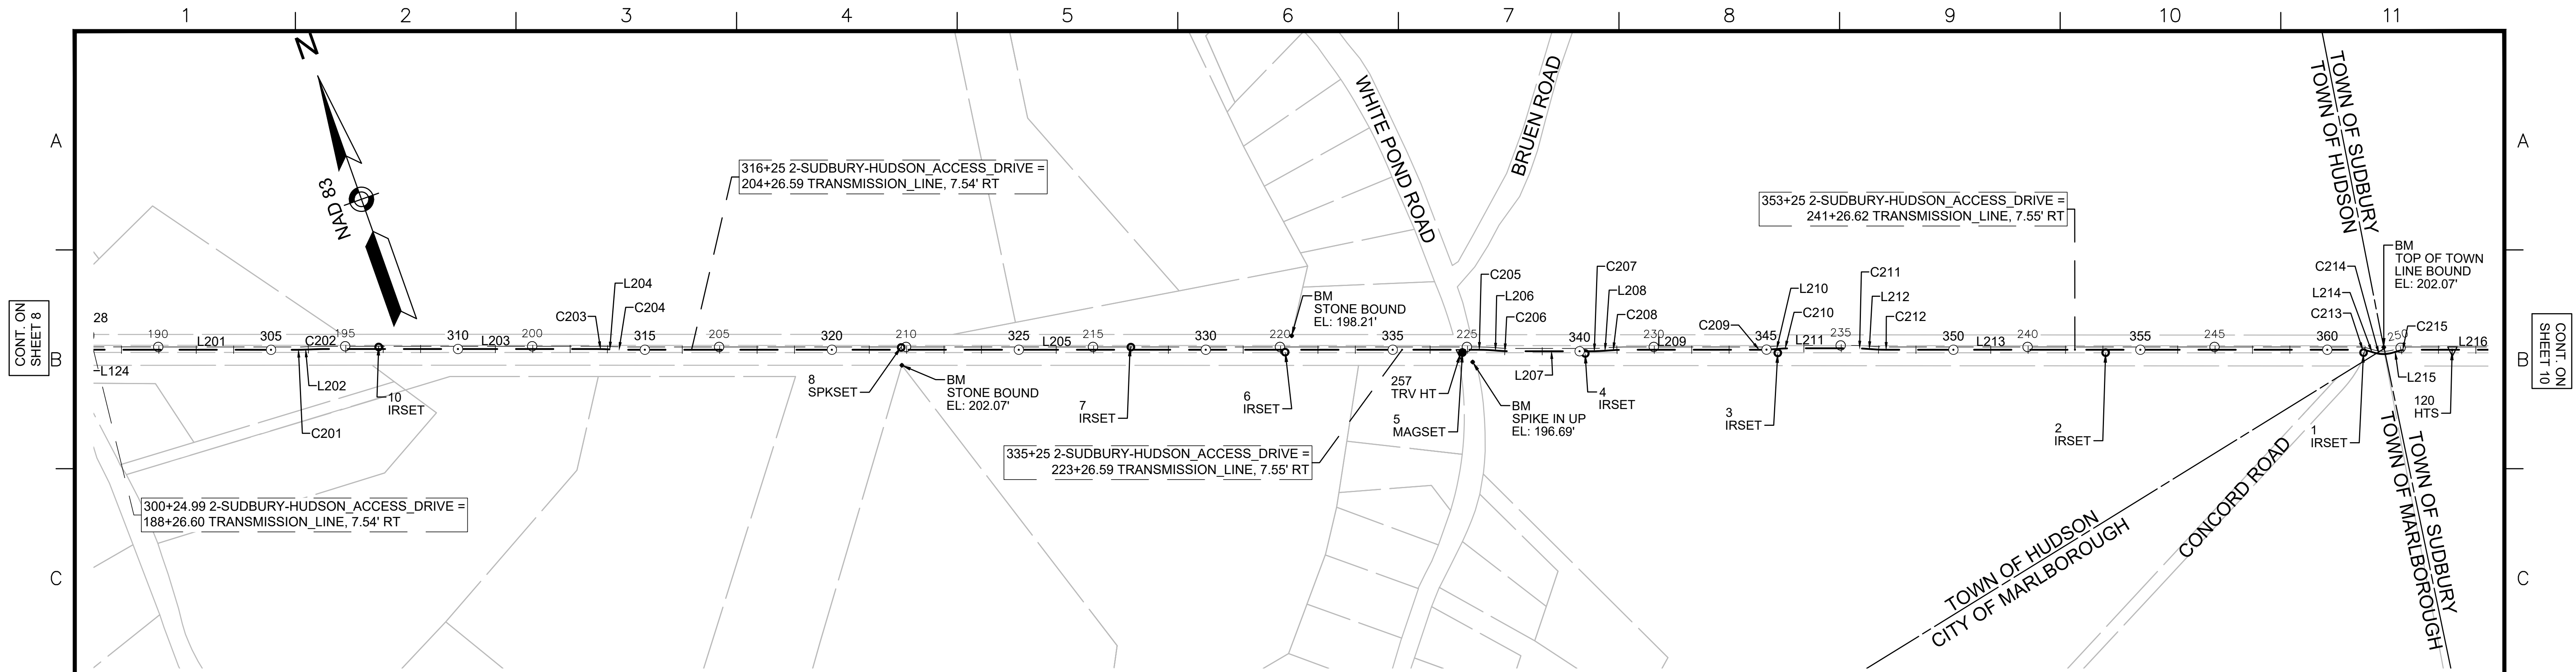 1 2 3 4 5 6 7 8 9 10 11
A
A
B
B
C
C
CONT. ON
SHEET 8
CONT. ON
SHEET 10
N
NAD 83
316+25 2-SUDBURY-HUDSON_ACCESS_DRIVE =
204+26.59 TRANSMISSION_LINE, 7.54' RT
353+25 2-SUDBURY-HUDSON_ACCESS_DRIVE =
241+26.62 TRANSMISSION_LINE, 7.55' RT
335+25 2-SUDBURY-HUDSON_ACCESS_DRIVE =
223+26.59 TRANSMISSION_LINE, 7.55' RT
300+24.99 2-SUDBURY-HUDSON_ACCESS_DRIVE =
188+26.60 TRANSMISSION_LINE, 7.54' RT
WHITE POND ROAD
BRUEN ROAD
TOWN OF SUDBURY
TOWN OF HUDSON
BM
TOP OF TOWN
LINE BOUND
EL: 202.07'
BM
STONE BOUND
EL: 198.21'
BM
STONE BOUND
EL: 202.07'
BM
SPIKE IN UP
EL: 196.69'
28
L124
190
L201
305
C202
195
310
L203
200
C203
L204
C204
315
205
320
210
325
L205
215
330
220
335
225
C205
L206
C206
L207
340
C207
L208
C208
230
L209
C209
345
L210
C210
L211
235
C211
L212
C212
350
L213
240
355
245
360
C214
L214
C213
250
C215
L216
L215
L202
C201
10
IRSET
8
SPKSET
7
IRSET
6
IRSET
257
TRV HT
5
MAGSET
4
IRSET
3
IRSET
2
IRSET
1
IRSET
120
HTS
TOWN OF HUDSON
CITY OF MARLBOROUGH
CONCORD ROAD
TOWN OF SUDBURY
TOWN OF MARLBOROUGH